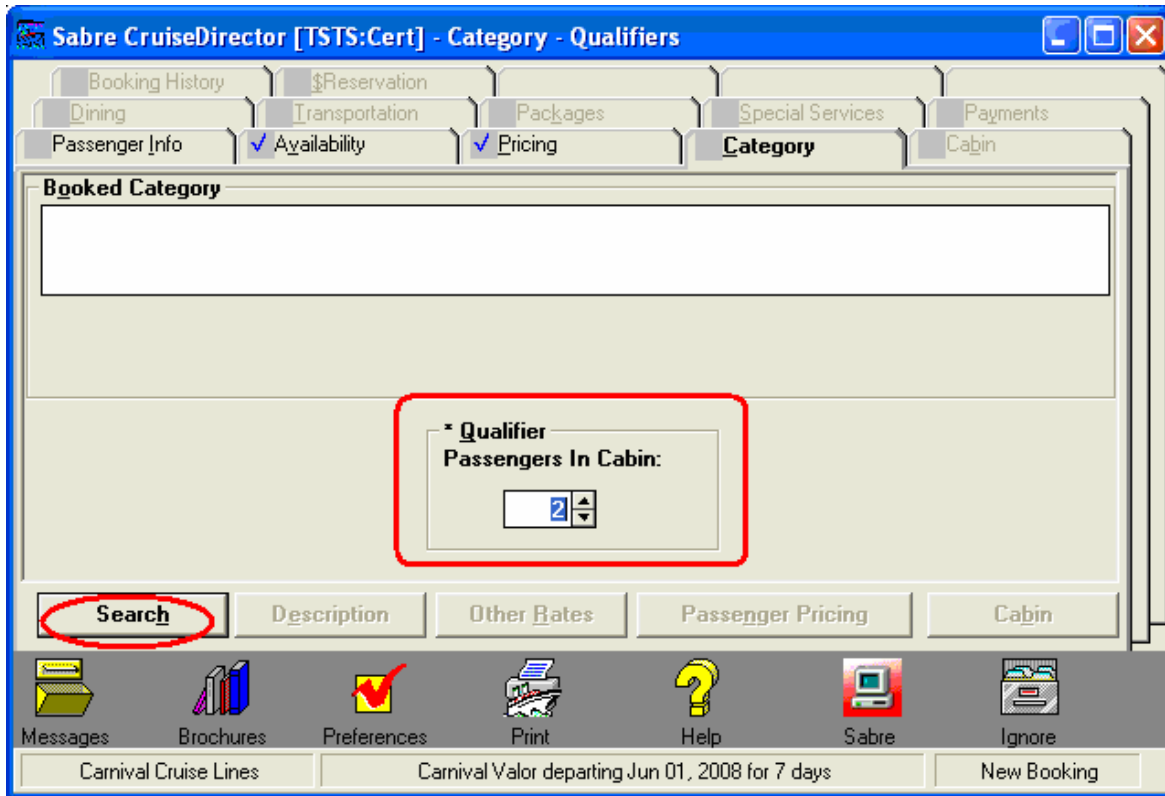 Sabre CruiseDirector [TSTS:Cert] - Category - Qualifiers
Booking History $Reservation
Dining Transportation Packages Special Services Payments
Passenger Info Availability Pricing Category Cabin
Booked Category
* Qualifier
Passengers In Cabin:
2
Search Description Other Rates Passenger Pricing Cabin
Messages Brochures Preferences Print Help Sabre Ignore
Carnival Cruise Lines Carnival Valor departing Jun 01, 2008 for 7 days New Booking